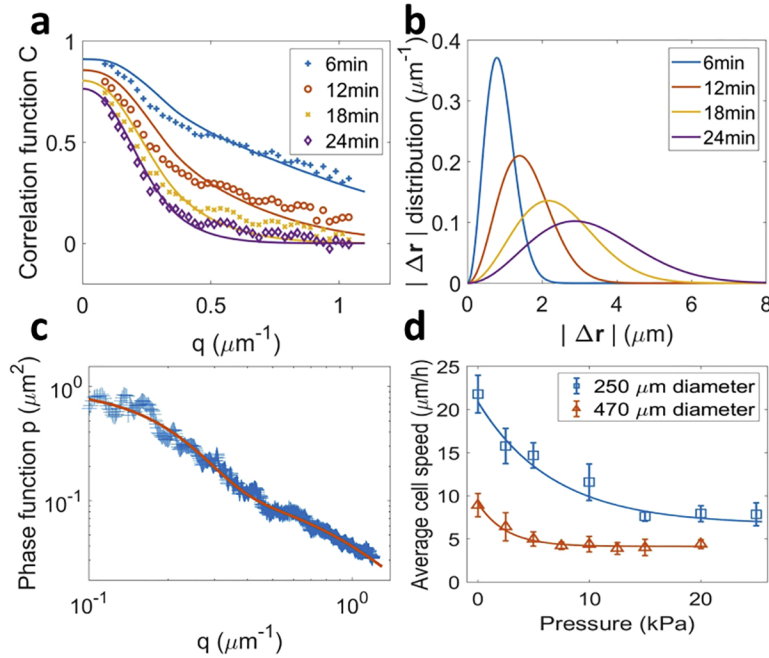 a
Correlation function C
1
0.5
0
0
0.5
1
q (μm⁻¹)
6min
12min
18min
24min
b
| Δr | distribution (μm⁻¹)
0.4
0.3
0.2
0.1
0
0
2
4
6
8
| Δr | (μm)
6min
12min
18min
24min
c
Phase function p (μm²)
10⁰
10⁻¹
10⁻¹
10⁰
q (μm⁻¹)
d
Average cell speed (μm/h)
25
20
15
10
5
0
0
10
20
Pressure (kPa)
250 μm diameter
470 μm diameter